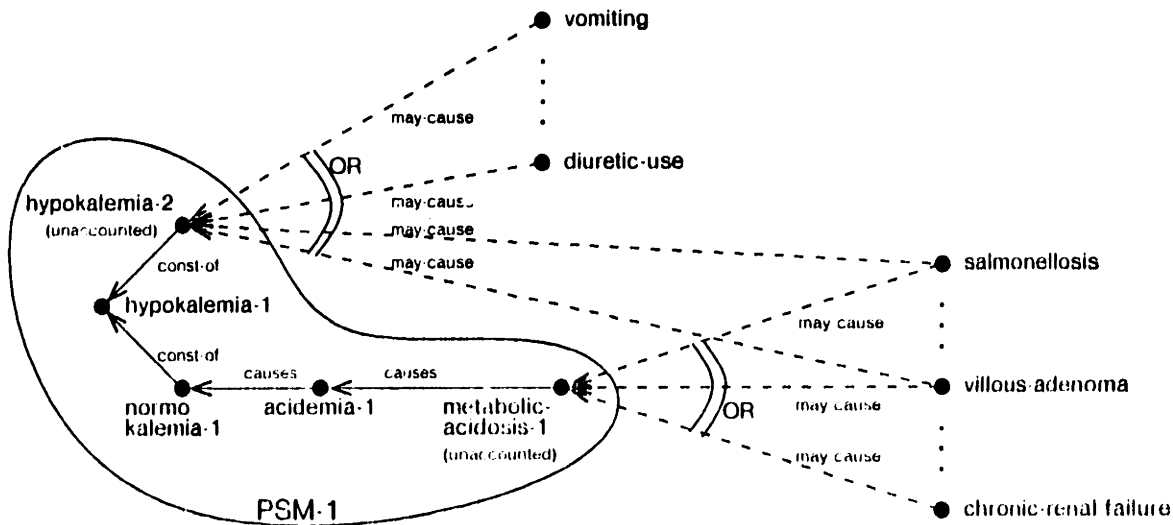 vomiting
may-cause
OR
diuretic-use
hypokalemia-2
(unaccounted)
may-cause
may-cause
may-cause
salmonellosis
const-of
hypokalemia-1
may cause
const-of
causes
causes
villous-adenoma
normo
kalemia-1
acidemia-1
metabolic-
acidosis-1
(unaccounted)
OR
may cause
may cause
PSM-1
chronic-renal failure